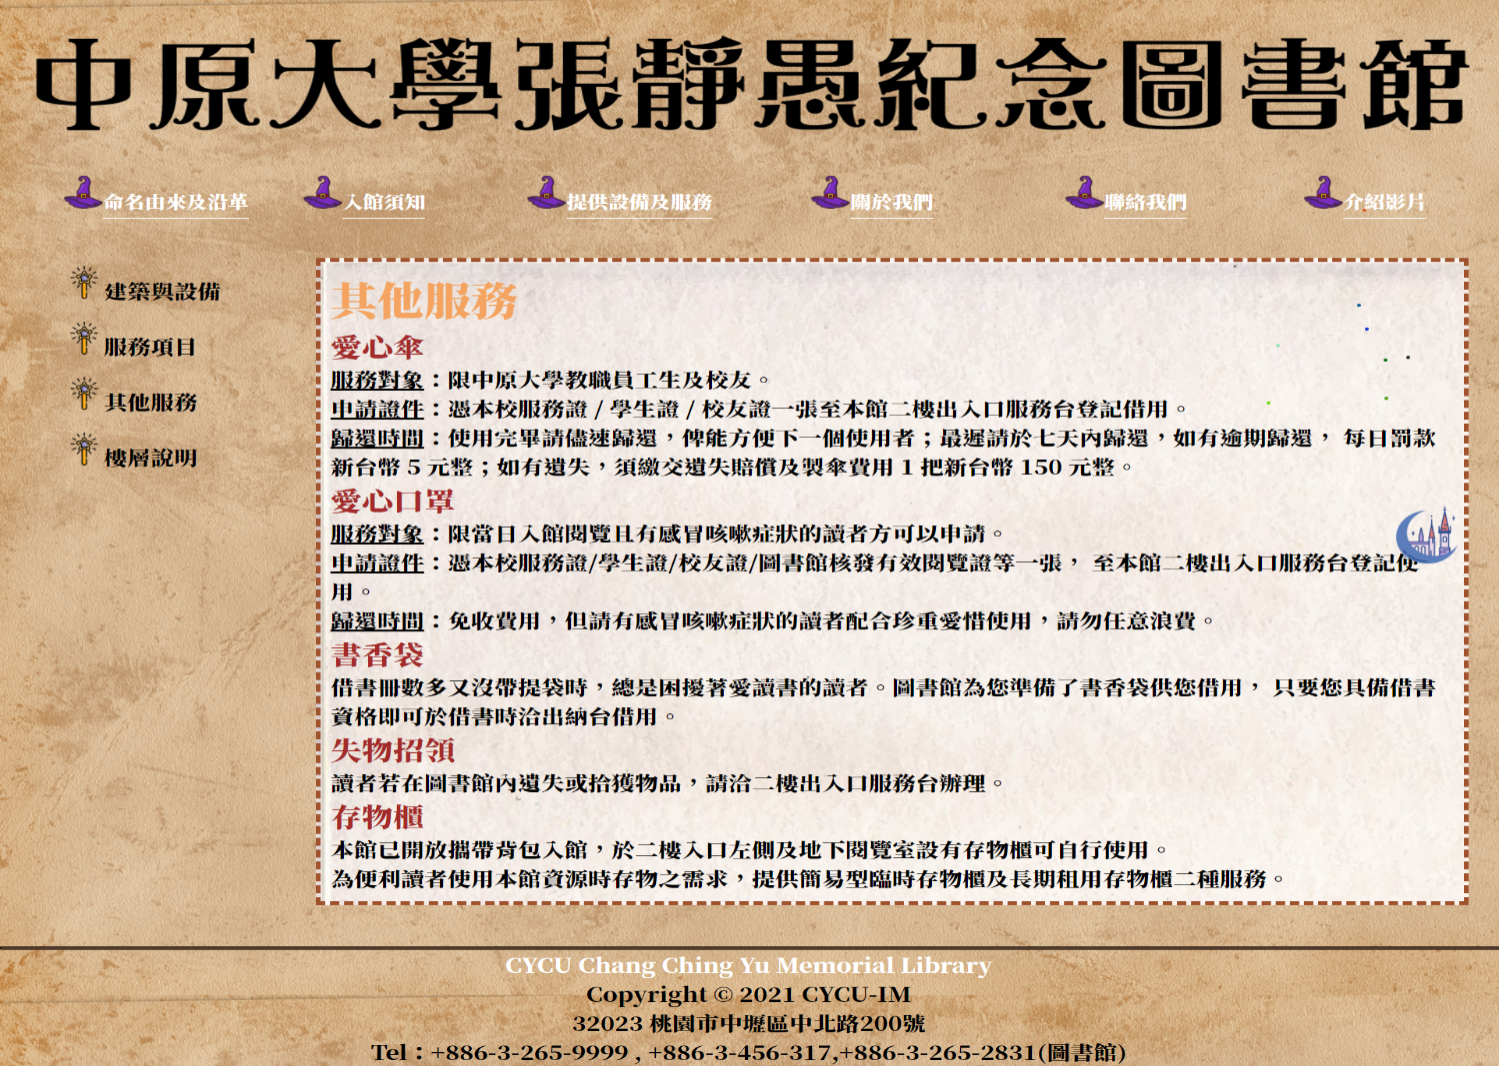 中原大學張靜愚紀念圖書館
命名由來及沿革 入館須知 提供設備及服務 關於我們 聯絡我們 介紹影片
建築與設備
服務項目
其他服務
樓層說明
其他服務
愛心傘
服務對象：限中原大學教職員工生及校友。
申請證件：憑本校服務證 / 學生證 / 校友證一張至本館二樓出入口服務台登記借用。
歸還時間：使用完畢請儘速歸還，俾能方便下一個使用者；最遲請於七天內歸還，如有逾期歸還， 每日罰款
新台幣 5 元整；如有遺失，須繳交遺失賠償及製傘費用 1 把新台幣 150 元整。
愛心口罩
服務對象：限當日入館閱覽且有感冒咳嗽症狀的讀者方可以申請。
申請證件：憑本校服務證/學生證/校友證/圖書館核發有效閱覽證等一張， 至本館二樓出入口服務台登記使
用。
歸還時間：免收費用，但請有感冒咳嗽症狀的讀者配合珍重愛惜使用，請勿任意浪費。
書香袋
借書冊數多又沒帶提袋時，總是困擾著愛讀書的讀者。圖書館為您準備了書香袋供您借用， 只要您具備借書
資格即可於借書時洽出納台借用。
失物招領
讀者若在圖書館內遺失或拾獲物品，請洽二樓出入口服務台辦理。
存物櫃
本館已開放攜帶背包入館，於二樓入口左側及地下閱覽室設有存物櫃可自行使用。
為便利讀者使用本館資源時存物之需求，提供簡易型臨時存物櫃及長期租用存物櫃二種服務。
CYCU Chang Ching Yu Memorial Library
Copyright © 2021 CYCU-IM
32023 桃園市中壢區中北路200號
Tel：+886-3-265-9999 , +886-3-456-317,+886-3-265-2831(圖書館)